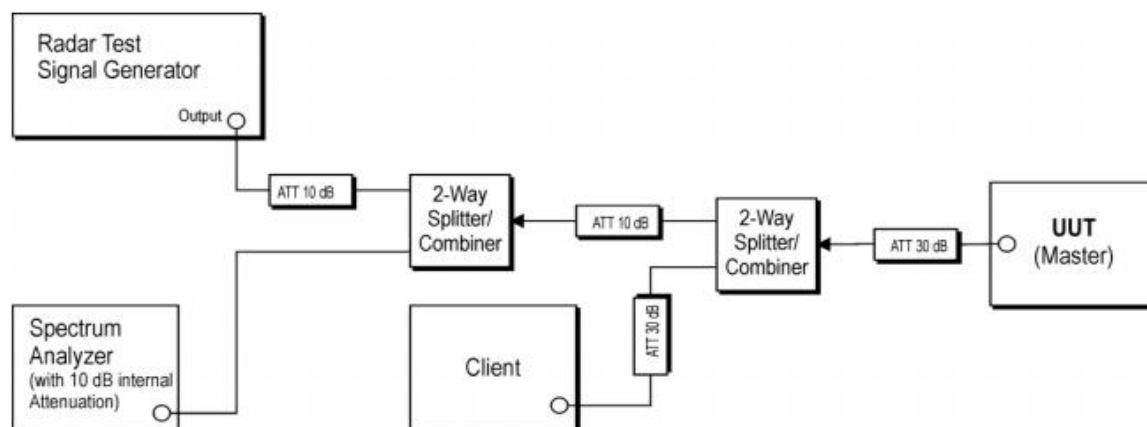 Radar Test
Signal Generator
Output
ATT 10 dB
2-Way
Splitter/
Combiner
ATT 10 dB
2-Way
Splitter/
Combiner
ATT 30 dB
UUT
(Master)
Spectrum
Analyzer
(with 10 dB internal
Attenuation)
Client
ATT 30 dB